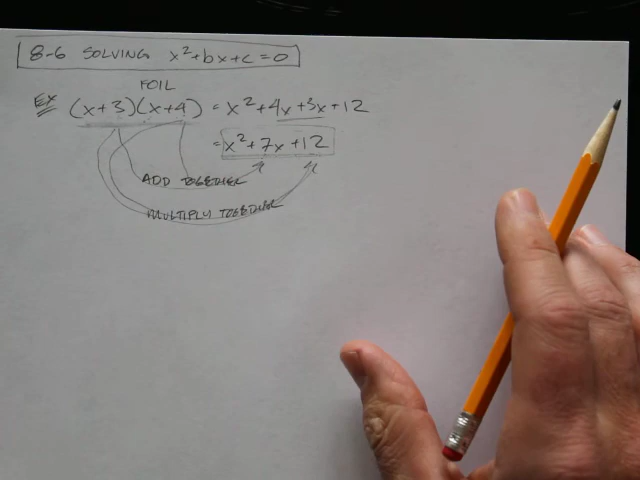 8-6 SOLVING x²+bx+c=0
FOIL
EX (x+3)(x+4) = x²+4x+3x+12
= x²+7x+12
ADD TOGETHER
MULTIPLY TOGETHER